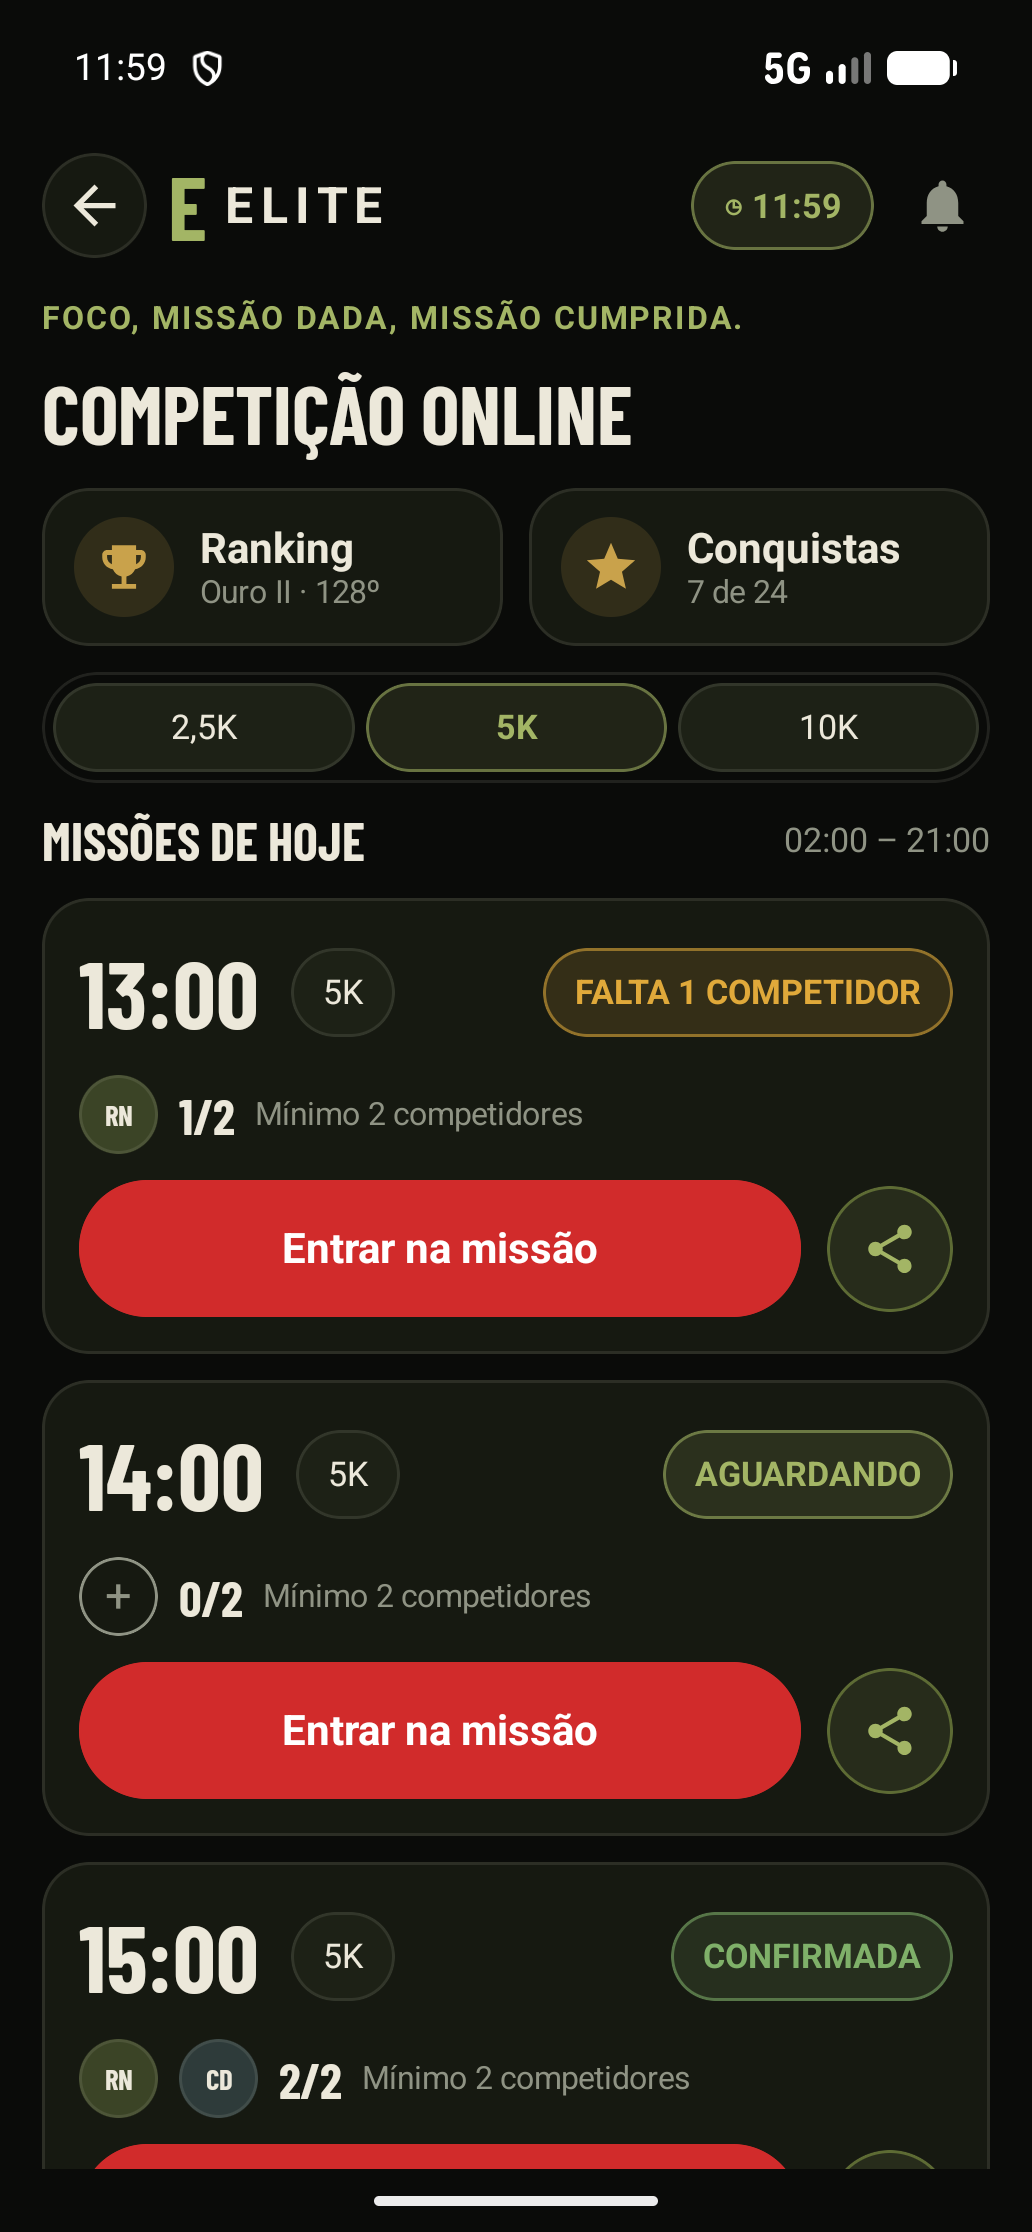 11:59 5G
E ELITE 11:59
FOCO, MISSÃO DADA, MISSÃO CUMPRIDA.
COMPETIÇÃO ONLINE
Ranking
Ouro II · 128º
Conquistas
7 de 24
2,5K 5K 10K
MISSÕES DE HOJE 02:00 – 21:00
13:00 5K FALTA 1 COMPETIDOR
RN 1/2 Mínimo 2 competidores
Entrar na missão
14:00 5K AGUARDANDO
+ 0/2 Mínimo 2 competidores
Entrar na missão
15:00 5K CONFIRMADA
RN CD 2/2 Mínimo 2 competidores